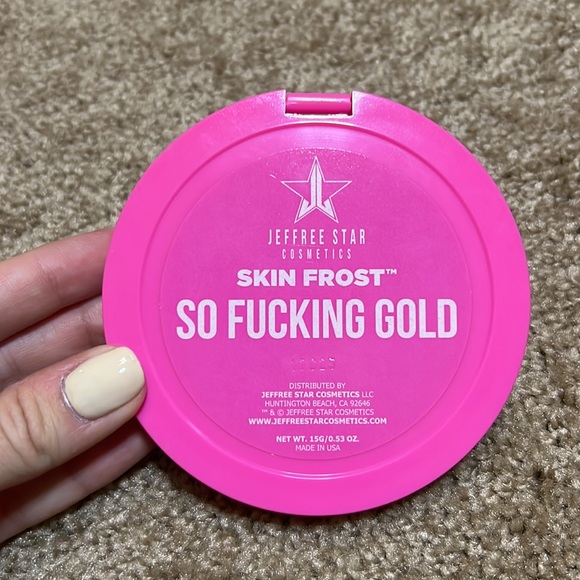 JEFFREE STAR
COSMETICS
SKIN FROST™
SO FUCKING GOLD
DISTRIBUTED BY
JEFFREE STAR COSMETICS LLC
HUNTINGTON BEACH, CA 92646
™ & © JEFFREE STAR COSMETICS
WWW.JEFFREESTARCOSMETICS.COM
NET WT. 15G/0.53 OZ.
MADE IN USA